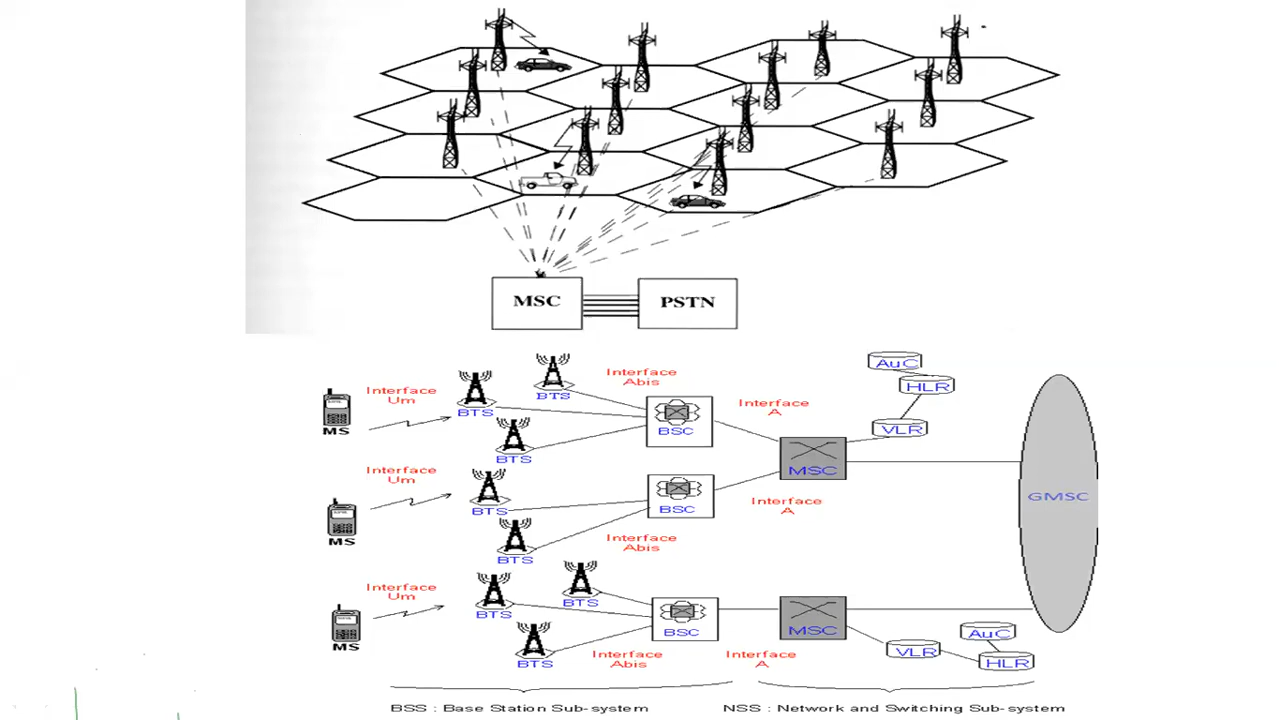 MSC
PSTN
AuC
HLR
VLR
Interface
Um
Interface
Abis
Interface
A
MS
BTS
BTS
BTS
BSC
MSC
Interface
Um
MS
BTS
BTS
BSC
Interface
A
Interface
Abis
GMSC
Interface
Um
MS
BTS
BTS
BTS
BSC
MSC
AuC
VLR
HLR
Interface
Abis
Interface
A
BSS : Base Station Sub-system
NSS : Network and Switching Sub-system